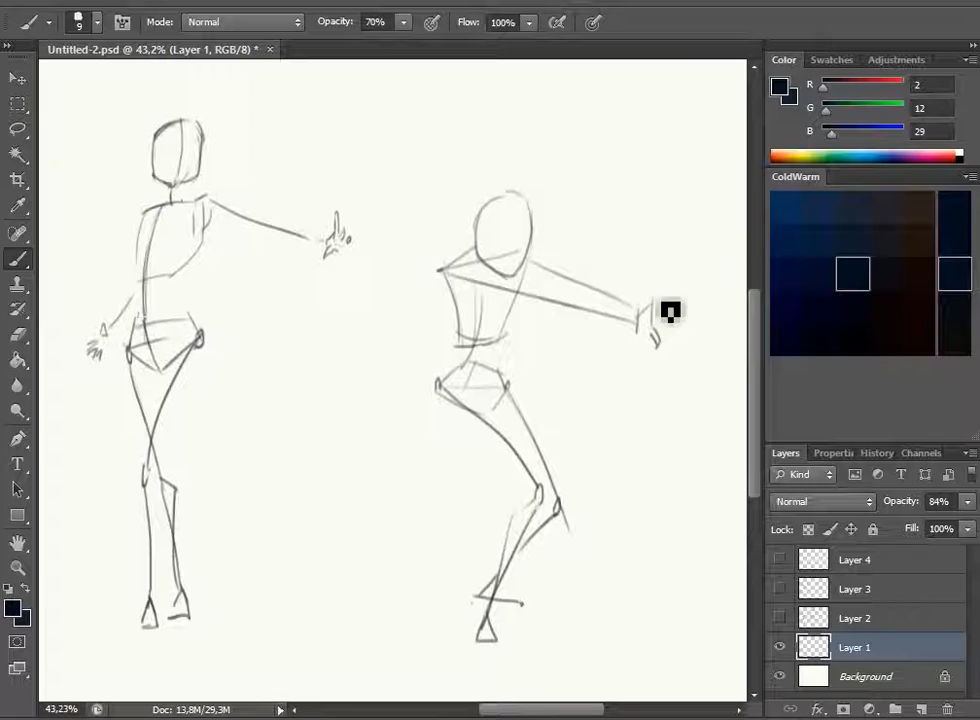 9 Mode: Normal Opacity: 70% Flow: 100%
Untitled-2.psd @ 43,2% (Layer 1, RGB/8) * ×
Color Swatches Adjustments
R 2
G 12
B 29
ColdWarm
Layers Properti History Channels
Kind
Normal Opacity: 84%
Lock: Fill: 100%
Layer 4
Layer 3
Layer 2
Layer 1
Background
43,23% Doc: 13,8M/29,3M